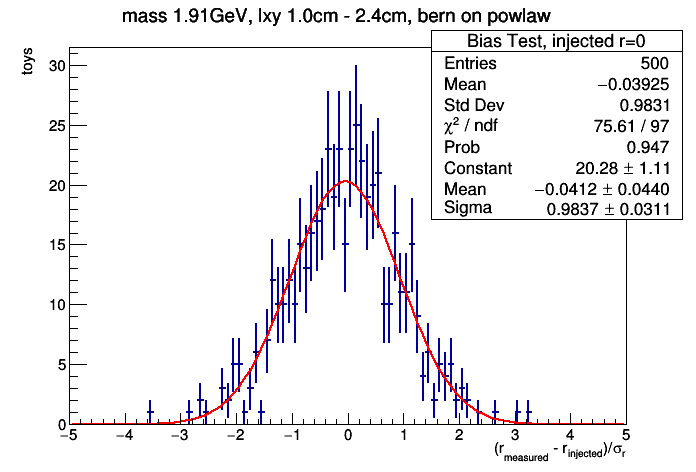 mass 1.91GeV, lxy 1.0cm - 2.4cm, bern on powlaw
toys
Bias Test, injected r=0
Entries 500
Mean −0.03925
Std Dev 0.9831
χ² / ndf 75.61 / 97
Prob 0.947
Constant 20.28 ± 1.11
Mean −0.0412 ± 0.0440
Sigma 0.9837 ± 0.0311
30
25
20
15
10
5
0
−5 −4 −3 −2 −1 0 1 2 3 4 5
(r_measured - r_injected)/σ_r